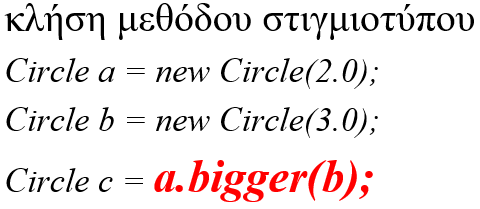 κλήση μεθόδου στιγμιοτύπου
Circle a = new Circle(2.0);
Circle b = new Circle(3.0);
Circle c = a.bigger(b);